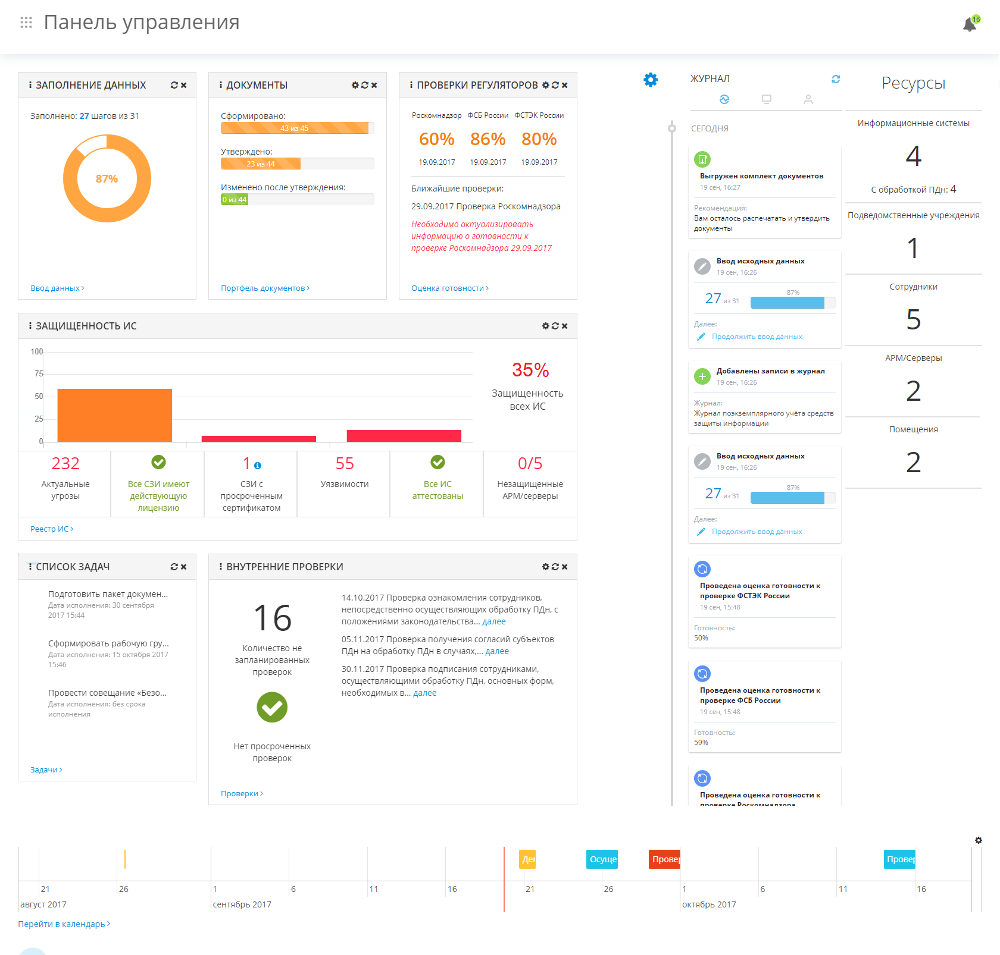 Панель управления
16
ЗАПОЛНЕНИЕ ДАННЫХ
Заполнено: 27 шагов из 31
87%
Ввод данных
ДОКУМЕНТЫ
Сформировано:
43 из 45
Утверждено:
23 из 44
Изменено после утверждения:
0 из 44
Портфель документов
ПРОВЕРКИ РЕГУЛЯТОРОВ
Роскомнадзор ФСБ России ФСТЭК России
60% 86% 80%
19.09.2017 19.09.2017 19.09.2017
Ближайшие проверки:
29.09.2017 Проверка Роскомнадзора
Необходимо актуализировать
информацию о готовности к
проверке Роскомнадзора 29.09.2017
Оценка готовности
ЗАЩИЩЕННОСТЬ ИС
100
75
50
25
0
35%
Защищенность
всех ИС
232
Актуальные
угрозы
Все СЗИ имеют
действующую
лицензию
1
СЗИ с
просроченным
сертификатом
55
Уязвимости
Все ИС
аттестованы
0/5
Незащищенные
АРМ/серверы
Реестр ИС
СПИСОК ЗАДАЧ
Подготовить пакет докумен...
Дата исполнения: 30 сентября
2017 15:44
Сформировать рабочую гру...
Дата исполнения: 15 октября 2017
15:46
Провести совещание «Безо...
Дата исполнения: без срока
исполнения
Задачи
ВНУТРЕННИЕ ПРОВЕРКИ
16
Количество не
запланированных
проверок
Нет просроченных
проверок
14.10.2017 Проверка ознакомления сотрудников,
непосредственно осуществляющих обработку ПДн, с
положениями законодательства... далее
05.11.2017 Проверка получения согласий субъектов
ПДн на обработку ПДн в случаях,... далее
30.11.2017 Проверка подписания сотрудниками,
осуществляющими обработку ПДн, основных форм,
необходимых в... далее
Проверки
ЖУРНАЛ
СЕГОДНЯ
Выгружен комплект документов
19 сен, 16:27
Рекомендация:
Вам осталось распечатать и утвердить
документы
Ввод исходных данных
19 сен, 16:26
27 из 31
87%
Далее:
Продолжить ввод данных
Добавлены записи в журнал
19 сен, 16:26
Журнал:
Журнал поэкземплярного учёта средств
защиты информации
Ввод исходных данных
19 сен, 16:26
27 из 31
87%
Далее:
Продолжить ввод данных
Проведена оценка готовности к
проверке ФСТЭК России
19 сен, 15:48
Готовность:
50%
Проведена оценка готовности к
проверке ФСБ России
19 сен, 15:48
Готовность:
59%
Проведена оценка готовности к
проверке Роскомнадзора
Ресурсы
Информационные системы
4
С обработкой ПДн: 4
Подведомственные учреждения
1
Сотрудники
5
АРМ/Серверы
2
Помещения
2
Ден Осуще Провер Провер
21 26 1 6 11 16 21 26 1 6 11 16
август 2017 сентябрь 2017 октябрь 2017
Перейти в календарь